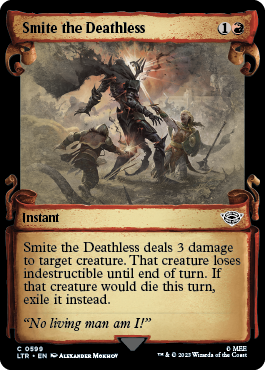 Smite the Deathless 1
Instant
Smite the Deathless deals 3 damage
to target creature. That creature loses
indestructible until end of turn. If
that creature would die this turn,
exile it instead.
“No living man am I!”
C 0599
LTR • EN ALEXANDER MOKHOV
& MEE
™ & © 2023 Wizards of the Coast